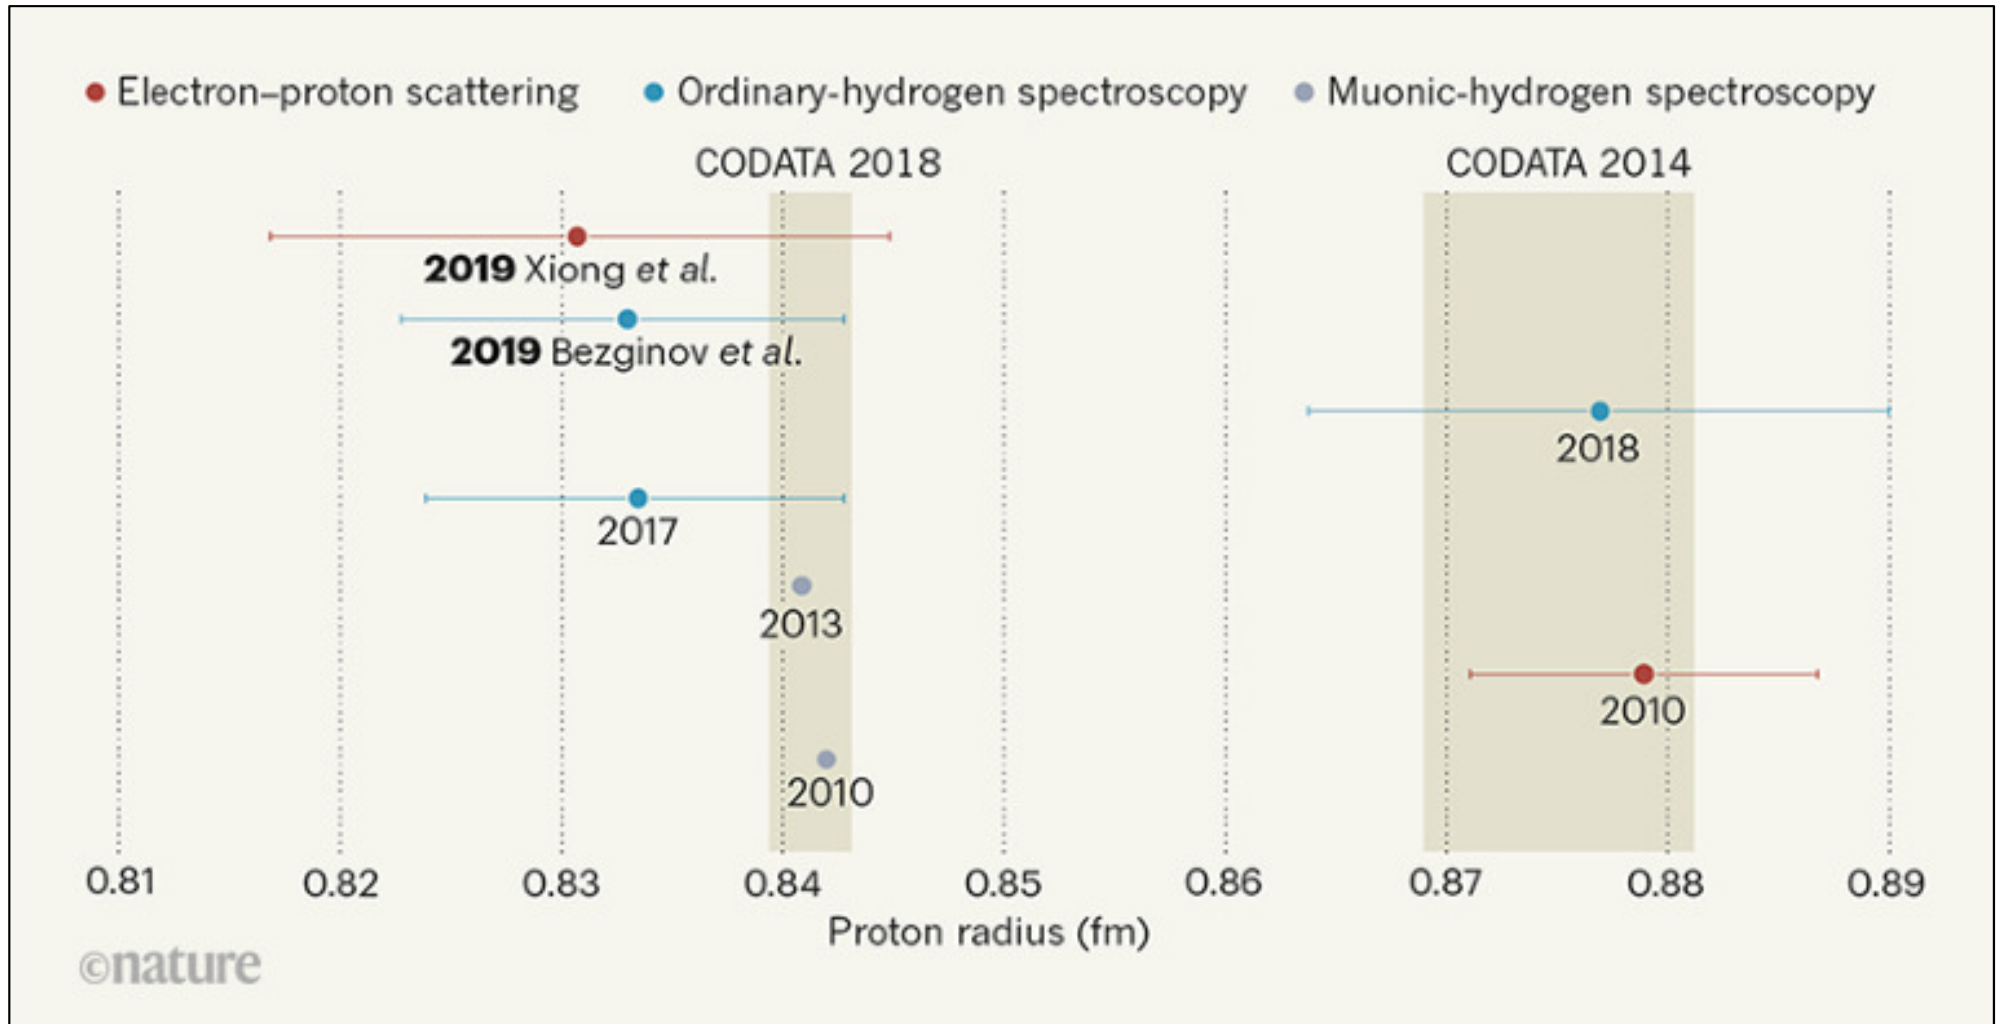 Electron–proton scattering
Ordinary-hydrogen spectroscopy
Muonic-hydrogen spectroscopy
CODATA 2018
CODATA 2014
2019 Xiong et al.
2019 Bezginov et al.
2018
2017
2013
2010
2010
0.81
0.82
0.83
0.84
0.85
0.86
0.87
0.88
0.89
Proton radius (fm)
©nature